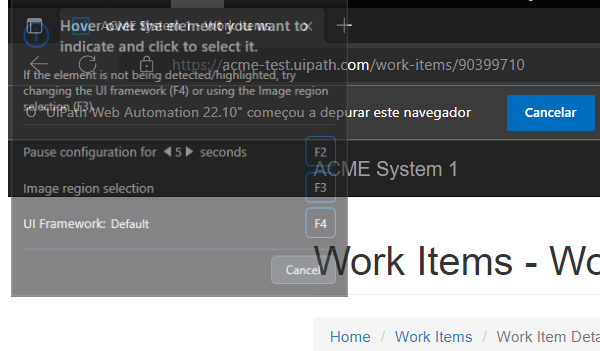 ACME System 1 - Work Items
Hover over the element you want to
indicate and click to select it.
https://acme-test.uipath.com/work-items/90399710
If the element is not being detected/highlighted, try
changing the UI framework (F4) or using the Image region
selection (F3).
O "UiPath Web Automation 22.10" começou a depurar este navegador
Cancelar
Pause configuration for 5 seconds F2
ACME System 1
Image region selection F3
UI Framework: Default F4
Cancel
Work Items - Wo
Home / Work Items / Work Item Deta